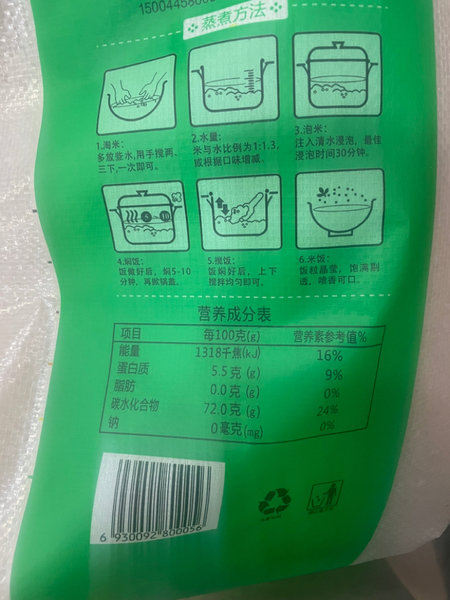 蒸煮方法
1.淘米:
多放些水,用手搅两、
三下,一次即可。
2.水量:
米与水比例为1:1.3,
或根据口味增减。
3.泡米:
注入清水浸泡,最佳
浸泡时间30分钟。
4.焖饭:
饭做好后,焖5-10
分钟,再掀锅盖。
5.搅饭:
饭焖好后,上下
搅拌均匀即可。
6.米饭:
饭粒晶莹,饱满剔
透,喷香可口。
营养成分表
项目 每100克(g) 营养素参考值%
能量 1318千焦(kJ) 16%
蛋白质 5.5克(g) 9%
脂肪 0.0克(g) 0%
碳水化合物 72.0克(g) 24%
钠 0毫克(mg) 0%
6 930092 800056